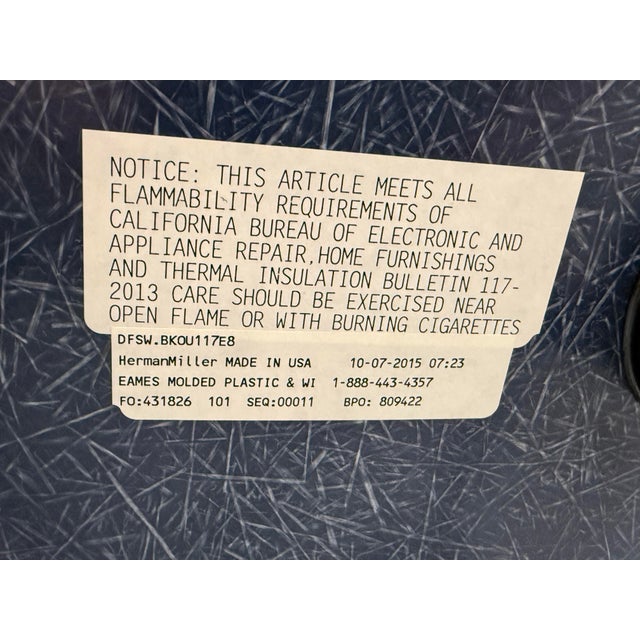 NOTICE: THIS ARTICLE MEETS ALL
FLAMMABILITY REQUIREMENTS OF
CALIFORNIA BUREAU OF ELECTRONIC AND
APPLIANCE REPAIR,HOME FURNISHINGS
AND THERMAL INSULATION BULLETIN 117-
2013 CARE SHOULD BE EXERCISED NEAR
OPEN FLAME OR WITH BURNING CIGARETTES
DFSW.BKOU117E8
HermanMiller MADE IN USA 10-07-2015 07:23
EAMES MOLDED PLASTIC & WI 1-888-443-4357
FO:431826 101 SEQ:00011 BPO: 809422